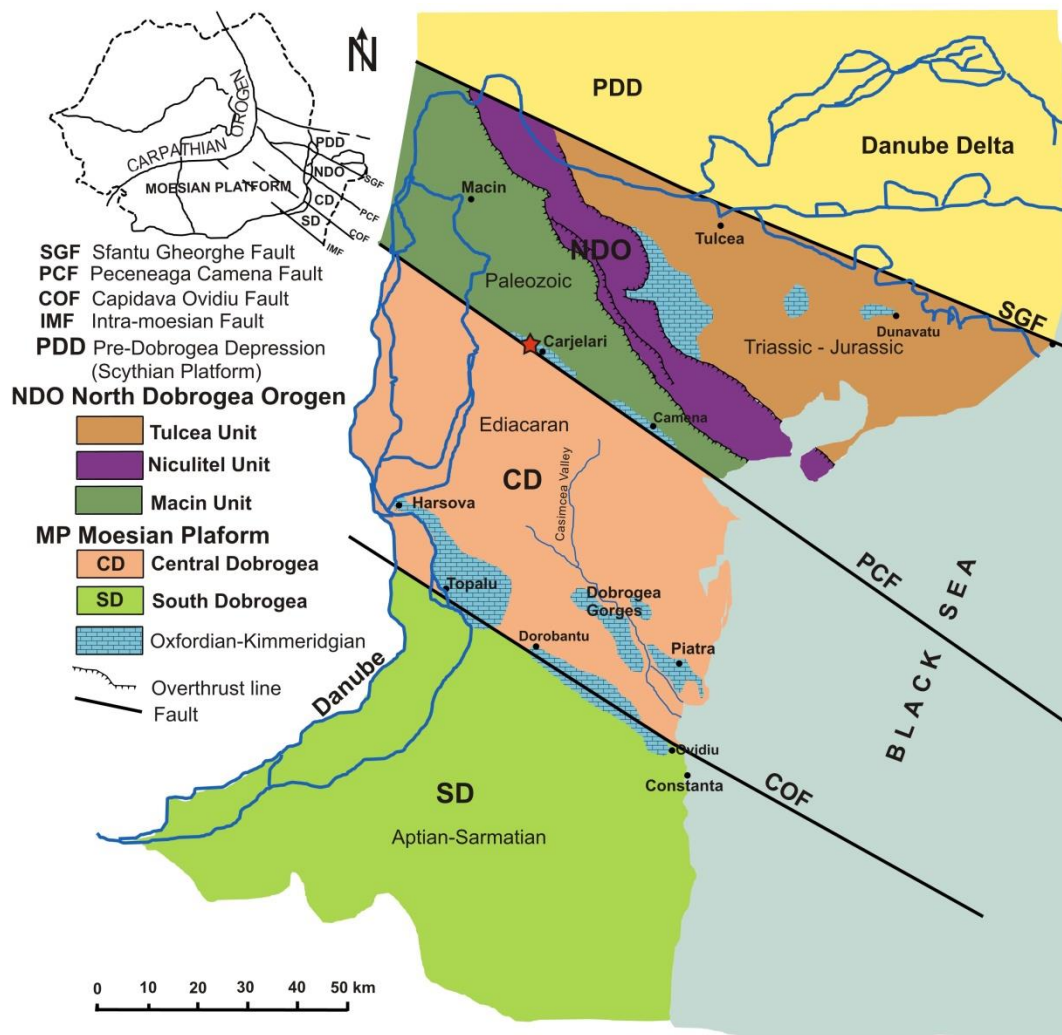 N
CARPATHIAN OROGEN
MOESIAN PLATFORM
PDD
NDO
CD
SD
SGF
PCF
COF
IMF
SGF Sfantu Gheorghe Fault
PCF Peceneaga Camena Fault
COF Capidava Ovidiu Fault
IMF Intra-moesian Fault
PDD Pre-Dobrogea Depression
(Scythian Platform)
NDO North Dobrogea Orogen
Tulcea Unit
Niculitel Unit
Macin Unit
MP Moesian Plaform
CD Central Dobrogea
SD South Dobrogea
Oxfordian-Kimmeridgian
Overthrust line
Fault
0 10 20 30 40 50 km
PDD
Danube Delta
Macin
Tulcea
NDO
Paleozoic
SGF
Dunavatu
Carjelari
Triassic - Jurassic
Camena
Ediacaran
CD
Casimcea Valley
Harsova
PCF
Topalu
Dobrogea
Gorges
Dorobantu
Piatra
Danube
BLACK SEA
Ovidiu
Constanta
COF
SD
Aptian-Sarmatian